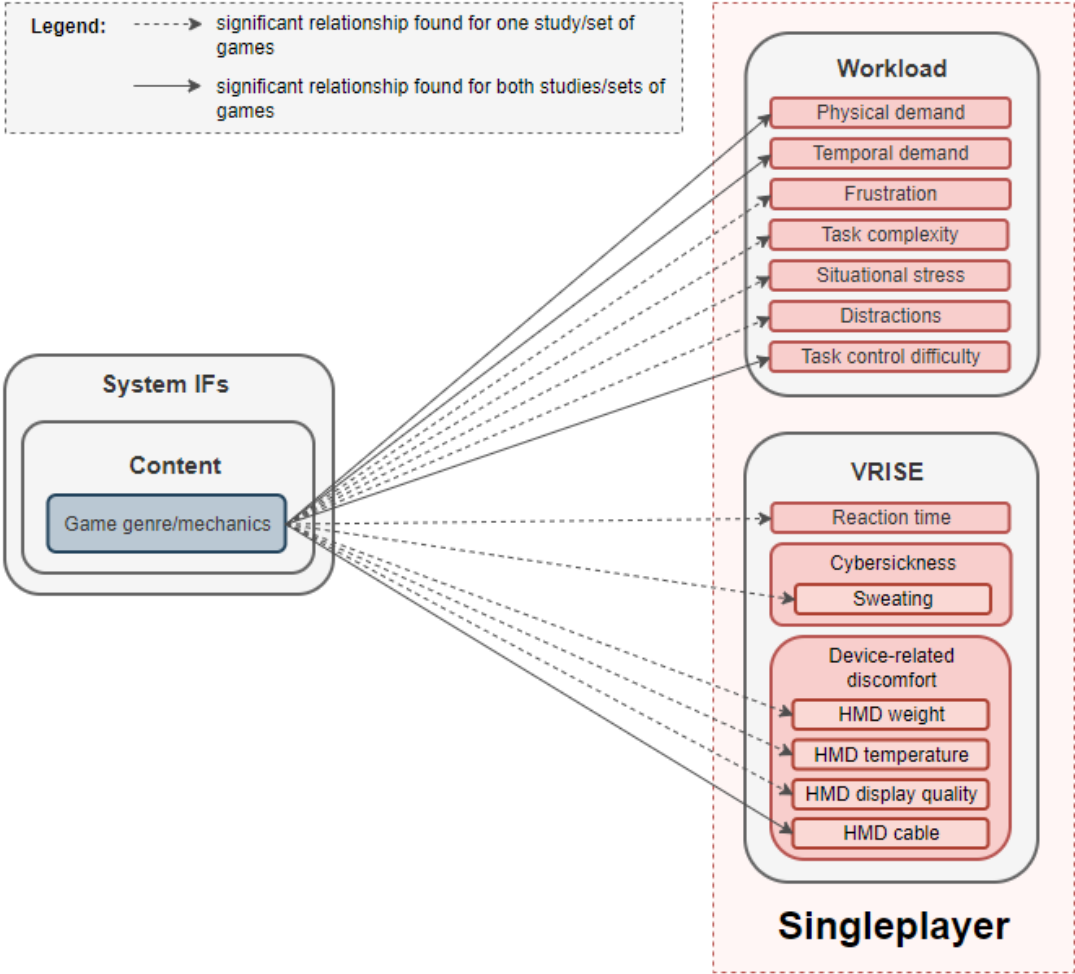 Legend:
significant relationship found for one study/set of
games
significant relationship found for both studies/sets of
games
System IFs
Content
Game genre/mechanics
Workload
Physical demand
Temporal demand
Frustration
Task complexity
Situational stress
Distractions
Task control difficulty
VRISE
Reaction time
Cybersickness
Sweating
Device-related
discomfort
HMD weight
HMD temperature
HMD display quality
HMD cable
Singleplayer